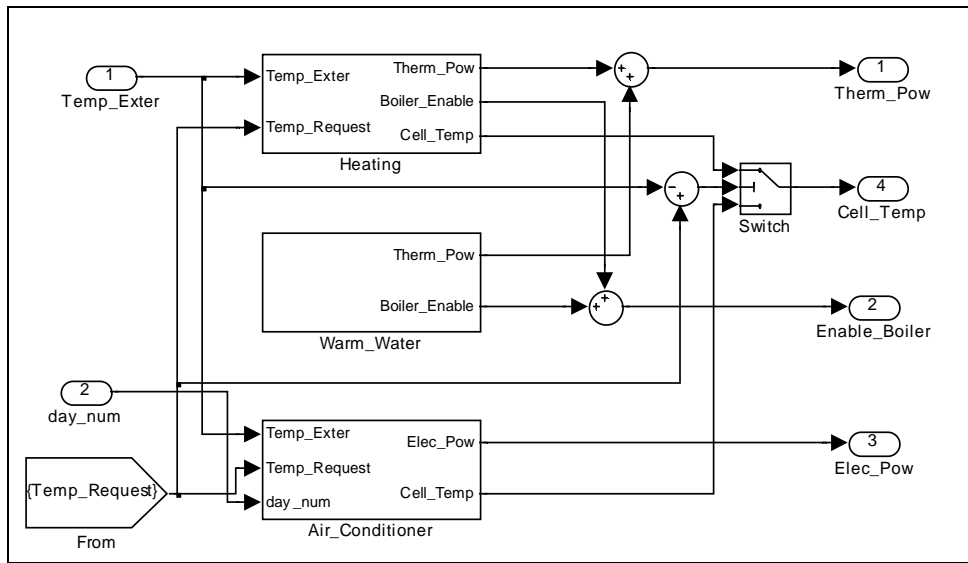 1
Temp_Exter
Temp_Exter
Temp_Request
Therm_Pow
Boiler_Enable
Cell_Temp
Heating
+
+
1
Therm_Pow
-
+
Switch
4
Cell_Temp
Therm_Pow
Boiler_Enable
Warm_Water
+
+
2
Enable_Boiler
2
day_num
Temp_Exter
Temp_Request
day_num
Elec_Pow
Cell_Temp
Air_Conditioner
3
Elec_Pow
{Temp_Request}
From